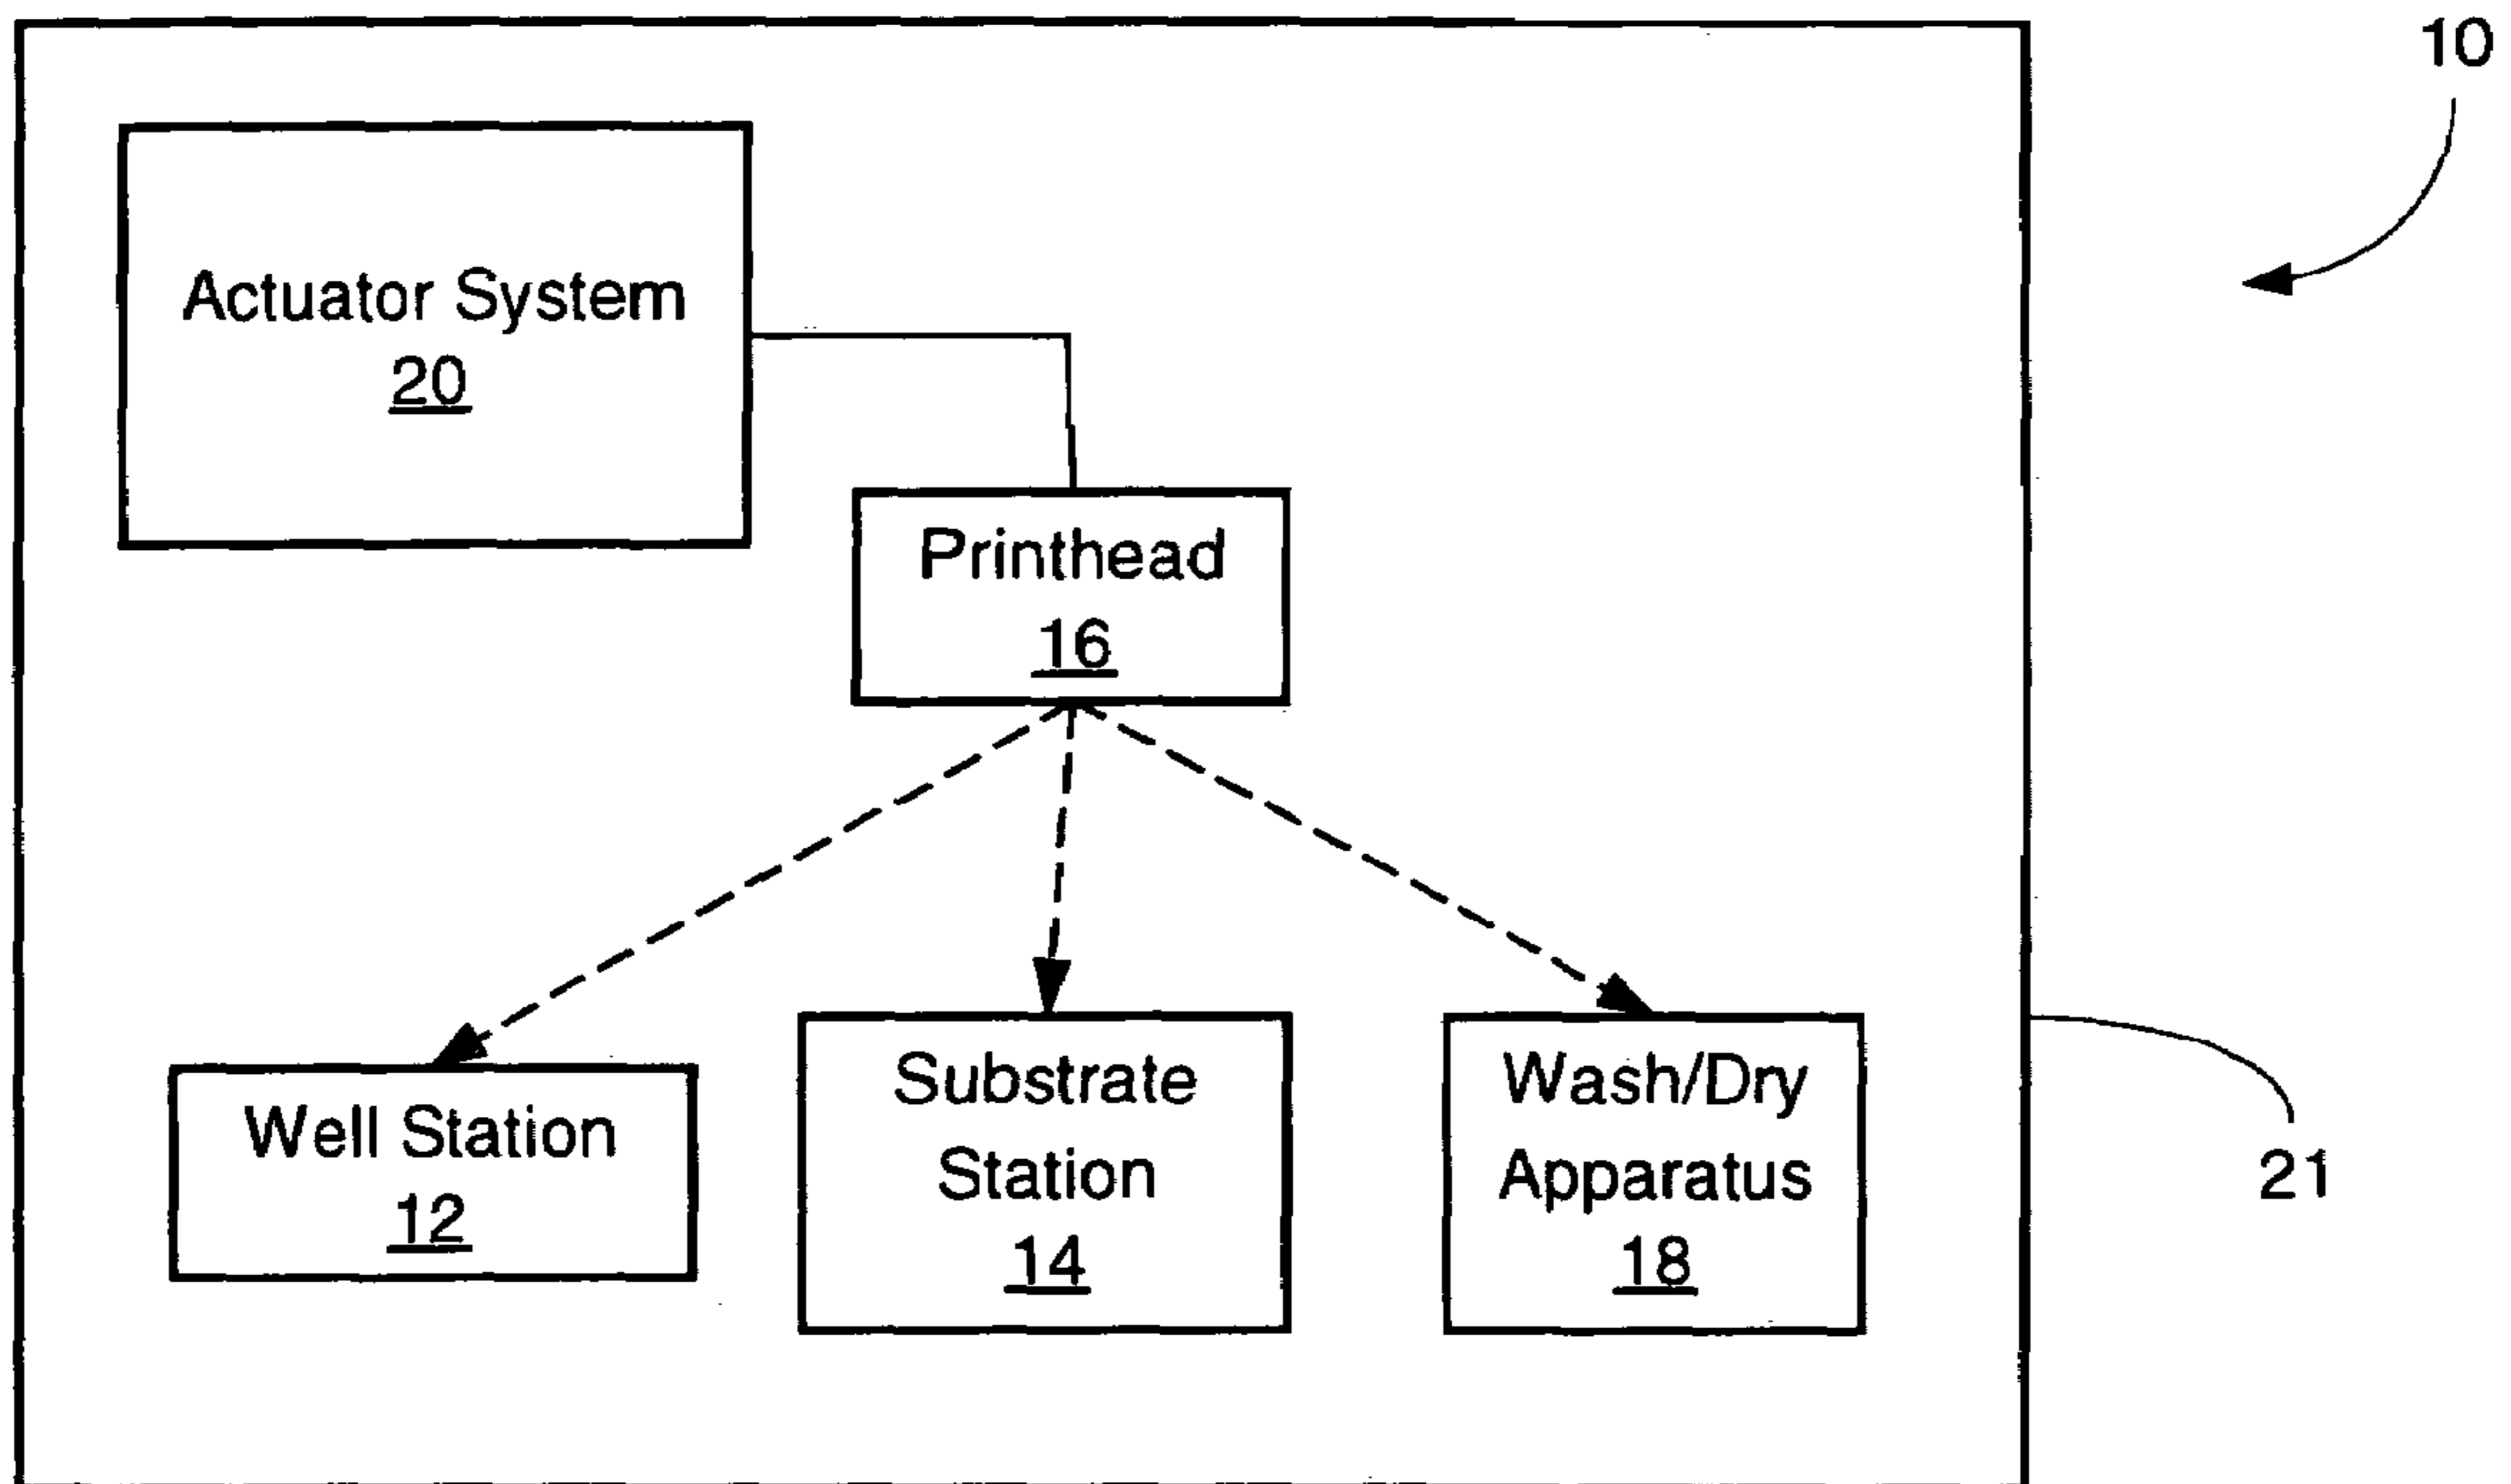 10
Actuator System
20
Printhead
16
Well Station
12
Substrate
Station
14
Wash/Dry
Apparatus
18
21